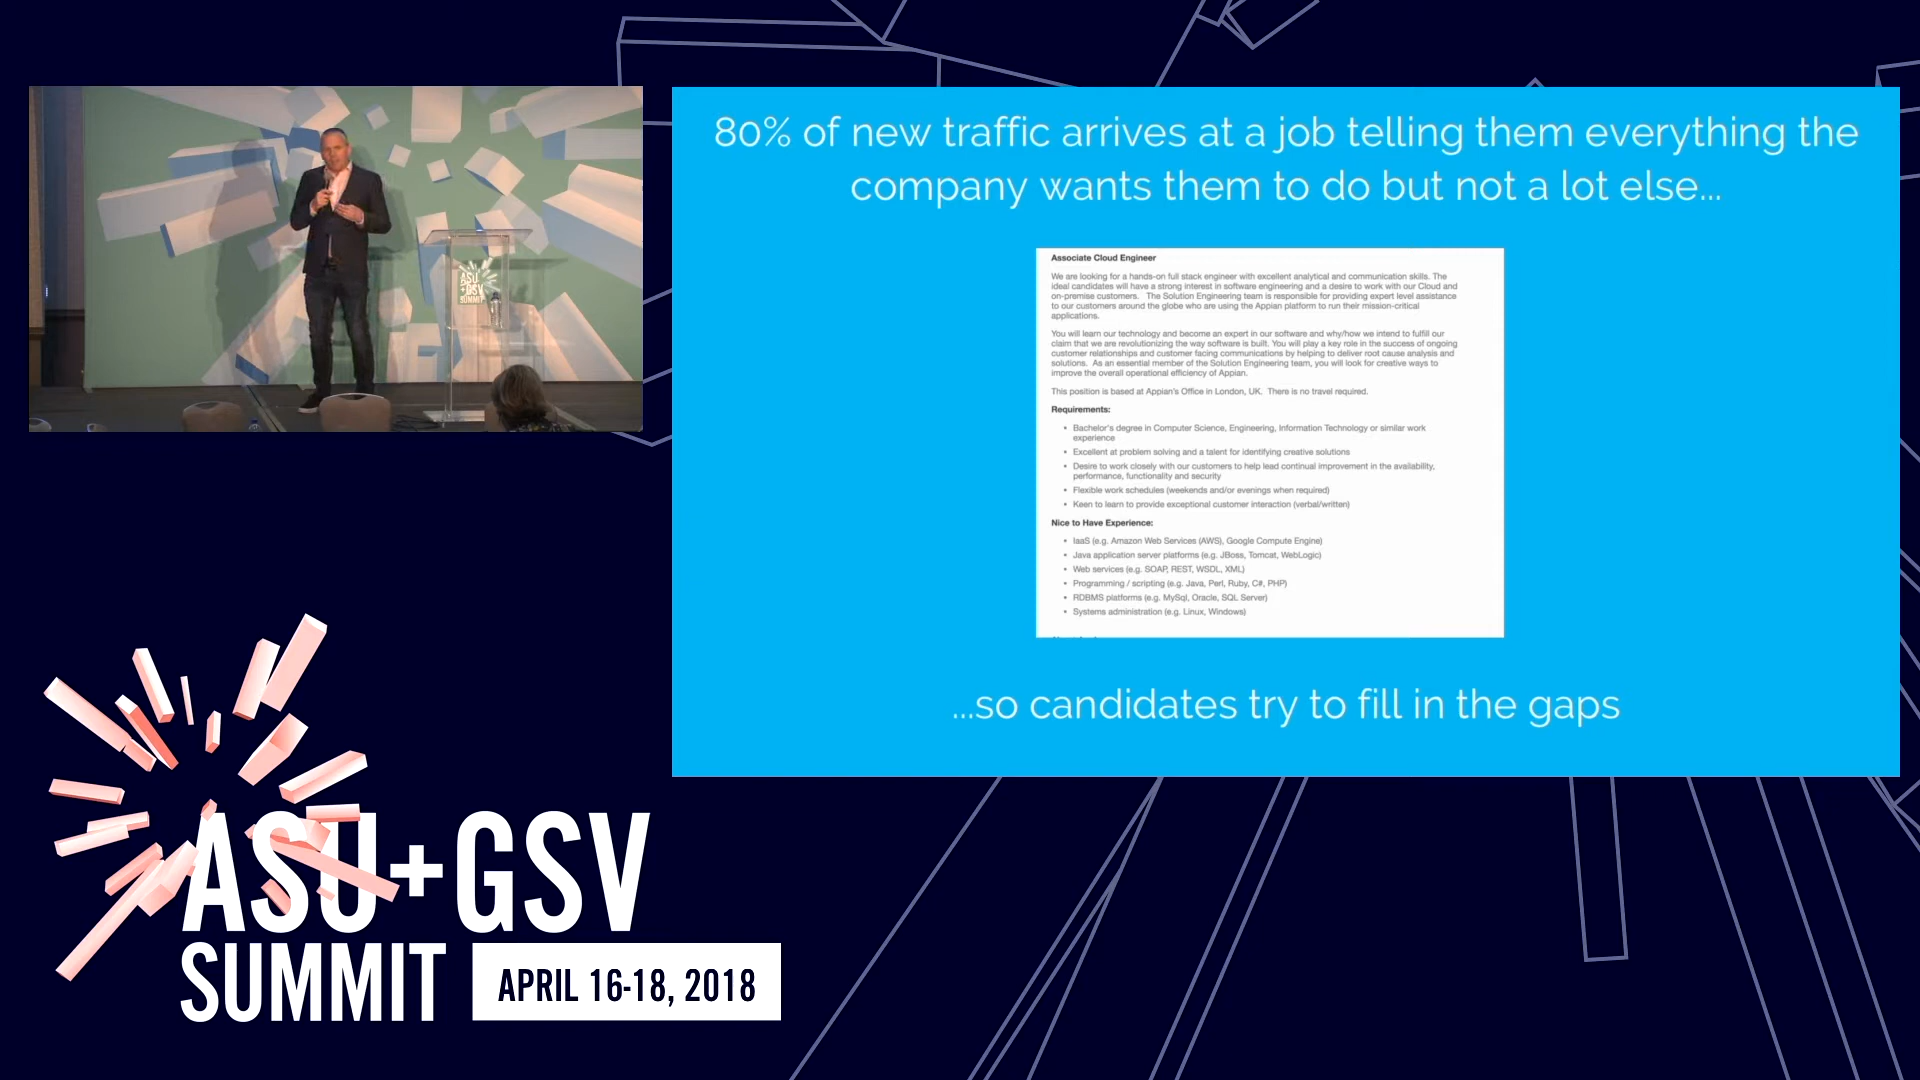 80% of new traffic arrives at a job telling them everything the
company wants them to do but not a lot else...
Associate Cloud Engineer
We are looking for a hands-on full stack engineer with excellent analytical and communication skills. The
ideal candidates will have a strong interest in software engineering and a desire to work with our Cloud and
on-premise customers. The Solution Engineering team is responsible for providing expert level assistance
to our customers around the globe who are using the Appian platform to run their mission-critical
applications.
You will learn our technology and become an expert in our software and why/how we intend to fulfill our
claim that we are revolutionizing the way software is built. You will play a key role in the success of ongoing
customer relationships and customer facing communications by helping to deliver root cause analysis and
solutions. As an essential member of the Solution Engineering team, you will look for creative ways to
improve the overall operational efficiency of Appian.
This position is based at Appian's Office in London, UK. There is no travel required.
Requirements:
• Bachelor's degree in Computer Science, Engineering, Information Technology or similar work
experience
• Excellent at problem solving and a talent for identifying creative solutions
• Desire to work closely with our customers to help lead continual improvement in the availability,
performance, functionality and security
• Flexible work schedules (weekends and/or evenings when required)
• Keen to learn to provide exceptional customer interaction (verbal/written)
Nice to Have Experience:
• IaaS (e.g. Amazon Web Services (AWS), Google Compute Engine)
• Java application server platforms (e.g. JBoss, Tomcat, WebLogic)
• Web services (e.g. SOAP, REST, WSDL, XML)
• Programming / scripting (e.g. Java, Perl, Ruby, C#, PHP)
• RDBMS platforms (e.g. MySql, Oracle, SQL Server)
• Systems administration (e.g. Linux, Windows)
...so candidates try to fill in the gaps
ASU
+GSV
SUMMIT
ASU+GSV
SUMMIT
APRIL 16-18, 2018